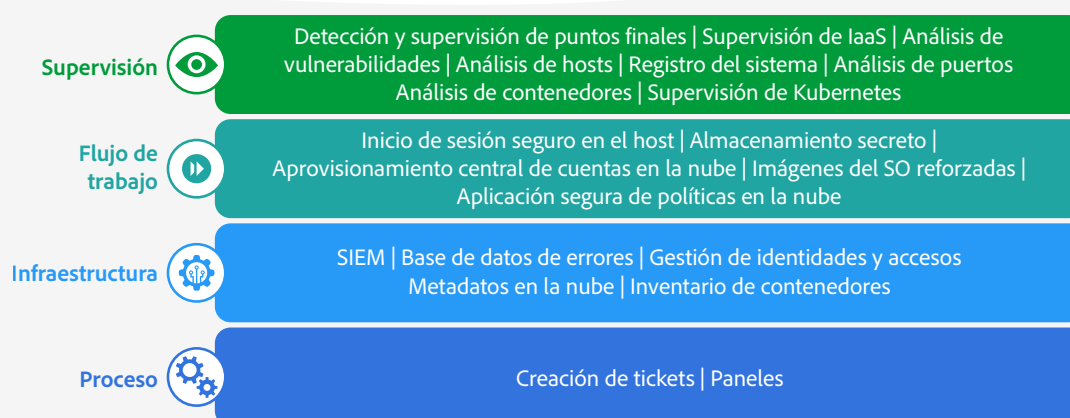 Supervisión
Detección y supervisión de puntos finales | Supervisión de IaaS | Análisis de
vulnerabilidades | Análisis de hosts | Registro del sistema | Análisis de puertos
Análisis de contenedores | Supervisión de Kubernetes
Flujo de
trabajo
Inicio de sesión seguro en el host | Almacenamiento secreto |
Aprovisionamiento central de cuentas en la nube | Imágenes del SO reforzadas |
Aplicación segura de políticas en la nube
Infraestructura
SIEM | Base de datos de errores | Gestión de identidades y accesos
Metadatos en la nube | Inventario de contenedores
Proceso
Creación de tickets | Paneles